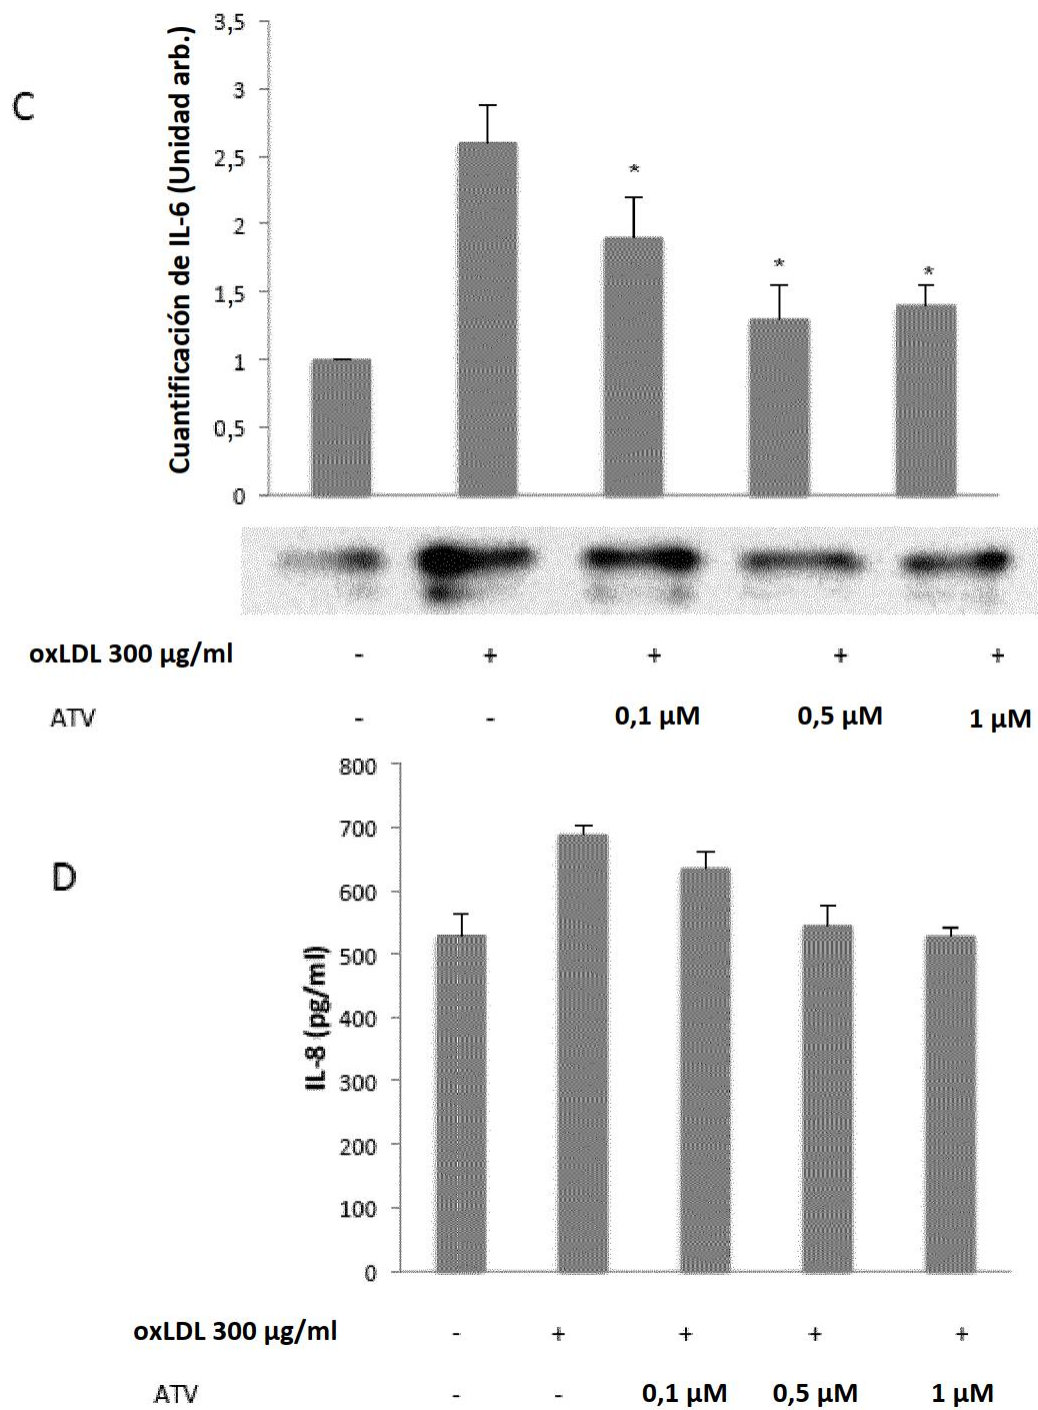 C
Cuantificación de IL-6 (Unidad arb.)
3,5
3
2,5
2
1,5
1
0,5
0
*
*
*
oxLDL 300 µg/ml - + + + +
ATV - - 0,1 µM 0,5 µM 1 µM
D
IL-8 (pg/ml)
800
700
600
500
400
300
200
100
0
oxLDL 300 µg/ml - + + + +
ATV - - 0,1 µM 0,5 µM 1 µM